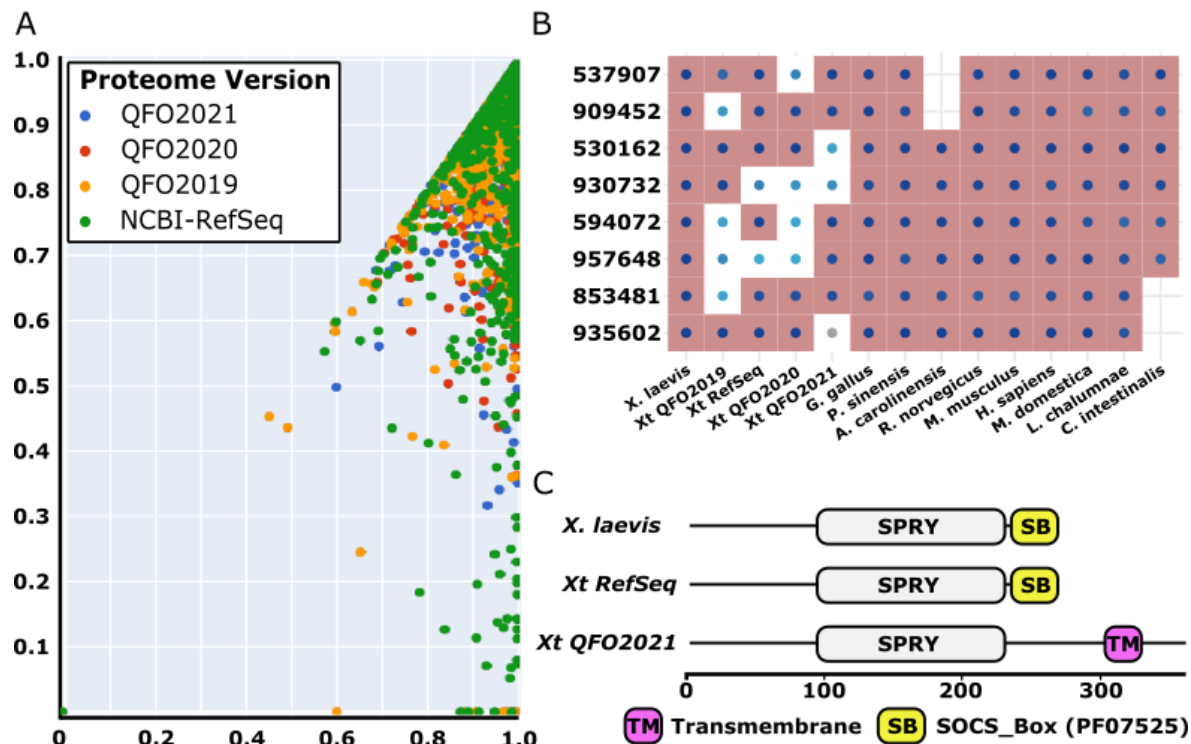 A
1.0
0.9
0.8
0.7
0.6
0.5
0.4
0.3
0.2
0.1
0
0.2
0.4
0.6
0.8
1.0
Proteome Version
QFO2021
QFO2020
QFO2019
NCBI-RefSeq
B
537907
909452
530162
930732
594072
957648
853481
935602
X. laevis
Xt QFO2019
Xt RefSeq
Xt QFO2020
Xt QFO2021
G. gallus
P. sinensis
A. carolinensis
R. norvegicus
M. musculus
H. sapiens
M. domestica
L. chalumnae
C. intestinalis
C
X. laevis
SPRY
SB
Xt RefSeq
SPRY
SB
Xt QFO2021
SPRY
TM
0
100
200
300
TM Transmembrane
SB SOCS_Box (PF07525)